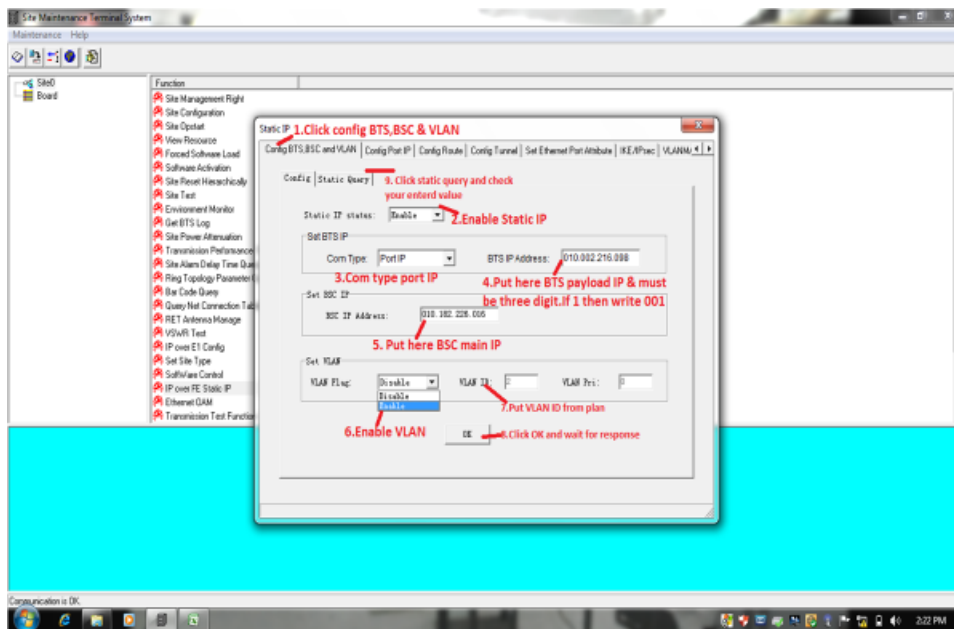 Site Maintenance Terminal System
Maintenance Help
Site0
Board
Function
Site Management Right
Site Configuration
Site Opstart
View Resource
Forced Software Load
Software Activation
Site Reset Hierarchically
Site Test
Environment Monitor
Get BTS Log
Site Power Attenuation
Transmission Performance
Site Alarm Delay Time Que
Ring Topology Parameter
Bar Code Query
Query Net Connection Tab
RET Antenna Manage
VSWR Test
IP over E1 Config
Set Site Type
SoftWare Control
IP over FE Static IP
Ethernet OAM
Transmission Test Function
Static IP
1.Click config BTS,BSC & VLAN
Config BTS,BSC and VLAN Config Port IP Config Route Config Tunnel Set Ethernet Port Attribute IKE/IPsec
Config Static Query
9. Click static query and check
your enterd value
Static IP status: Enable
2.Enable Static IP
Set BTS IP
Com Type: Port IP BTS IP Address: 010.002.216.098
3.Com type port IP
4.Put here BTS payload IP & must
be three digit.If 1 then write 001
Set BSC IP
BSC IP Address:
5. Put here BSC main IP
Set VLAN
VLAN Flag: Disable VLAN ID: 2 VLAN Pri: 0
Disable
Enable
7.Put VLAN ID from plan
6.Enable VLAN
OK
8.Click OK and wait for response
Communication is OK.
2:22 PM